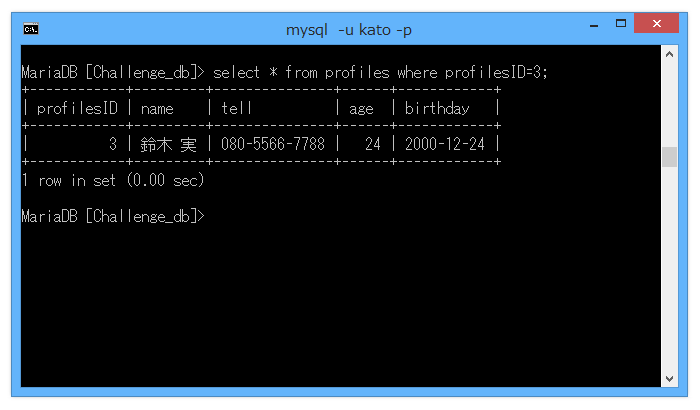 mysql -u kato -p
MariaDB [Challenge_db]> select * from profiles where profilesID=3;
+------------+---------+---------------+------+------------+
| profilesID | name    | tell          | age  | birthday   |
+------------+---------+---------------+------+------------+
|          3 | 鈴木 実 | 080-5566-7788 |   24 | 2000-12-24 |
+------------+---------+---------------+------+------------+
1 row in set (0.00 sec)
MariaDB [Challenge_db]>